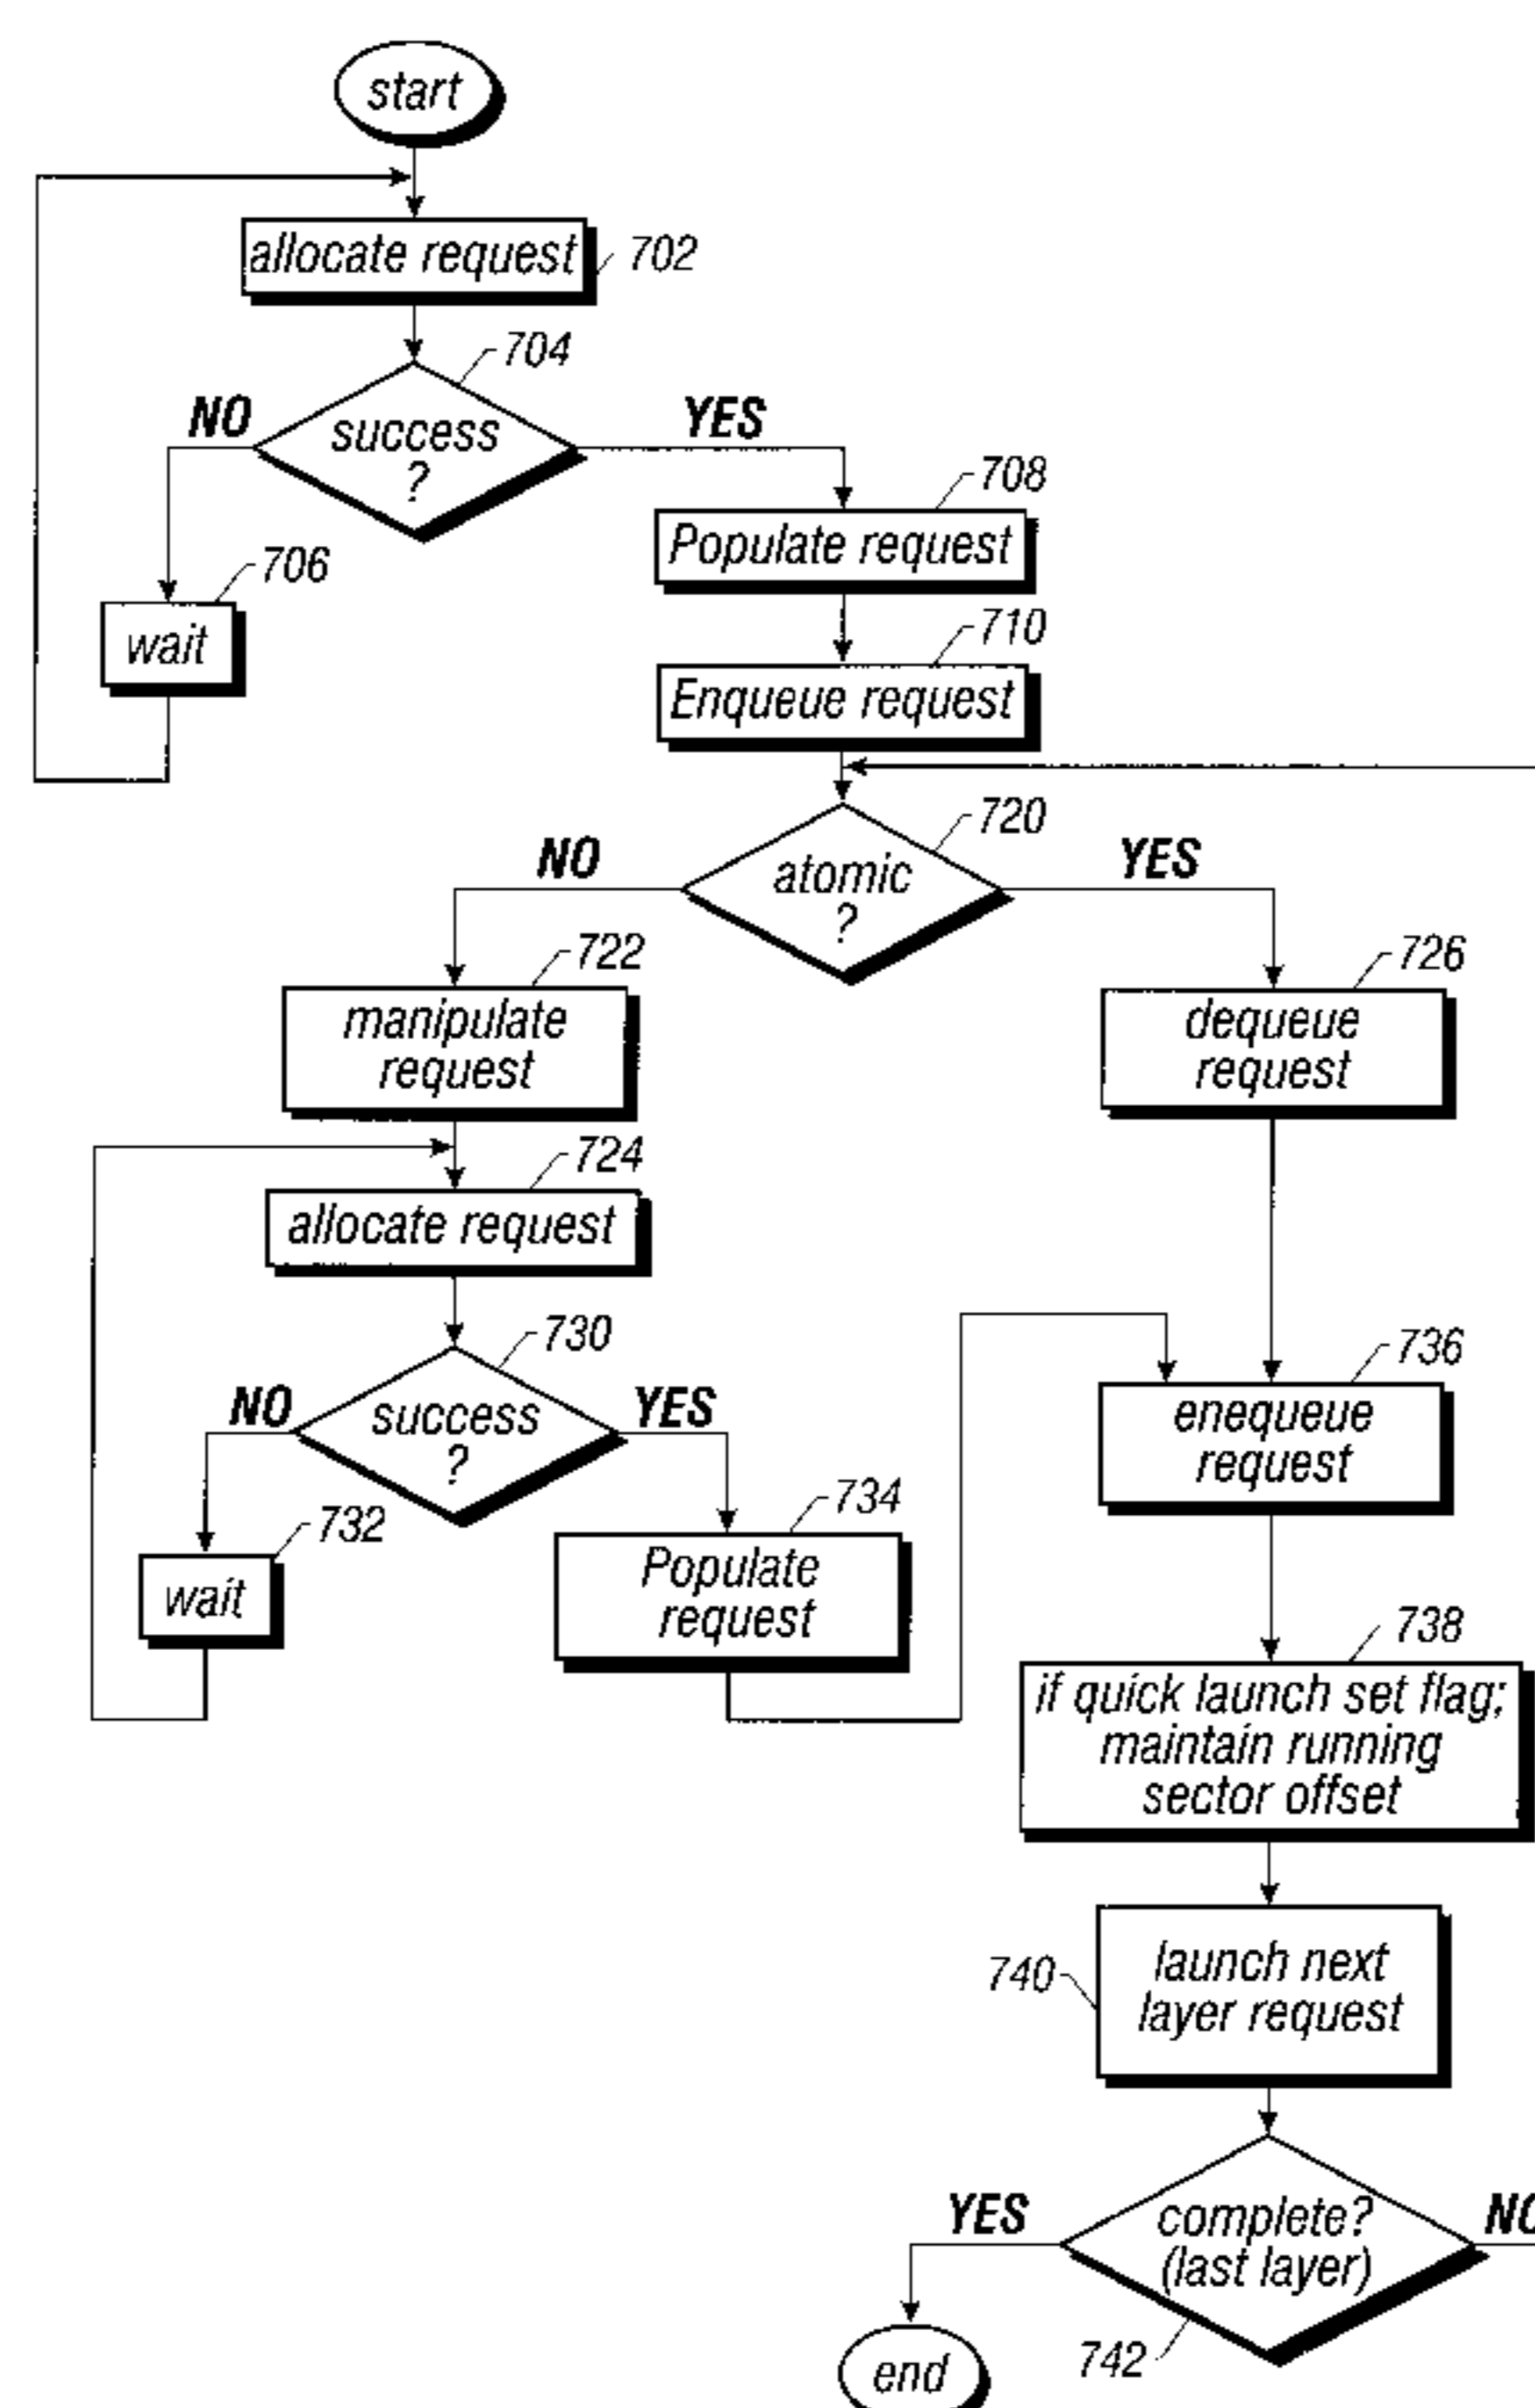 start
allocate request
702
704
NO
success
?
YES
708
Populate request
706
wait
710
Enqueue request
720
NO
atomic
?
YES
722
manipulate
request
726
dequeue
request
724
allocate request
730
NO
success
?
YES
736
enequeue
request
732
wait
734
Populate
request
738
if quick launch set flag;
maintain running
sector offset
740
launch next
layer request
YES
complete?
(last layer)
NO
742
end